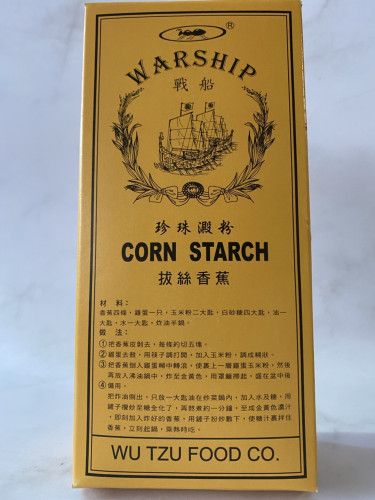 ®
WARSHIP
戰船
珍珠澱粉
CORN STARCH
拔絲香蕉
材 料：
香蕉四條，雞蛋一只，玉米粉二大匙，白砂糖四大匙，油一
大匙，水一大匙，炸油半鍋。
做 法：
①把香蕉皮剝去，每條約切五塊。
②雞蛋去殼，用筷子調打開，加入玉米粉，調成糊狀。
③把香蕉倒入雞蛋糊中轉滾，使裹上一層雞蛋玉米粉，然後
再放入沸油鍋中，炸至金黃色，用罩籬撈起，盛在盆中後
④備用。
把炸油倒出，只放一大匙油在炒菜鍋內，加入水及糖，用
鏟子攪炒至糖全化了，再熬煮約一分鐘，至成金黃色濃汁
，即刻加入炸好的香蕉，用鏟子扮炒數下，使糖汁裹拌住
香蕉，立刻起鍋，乘熱時吃。
WU TZU FOOD CO.